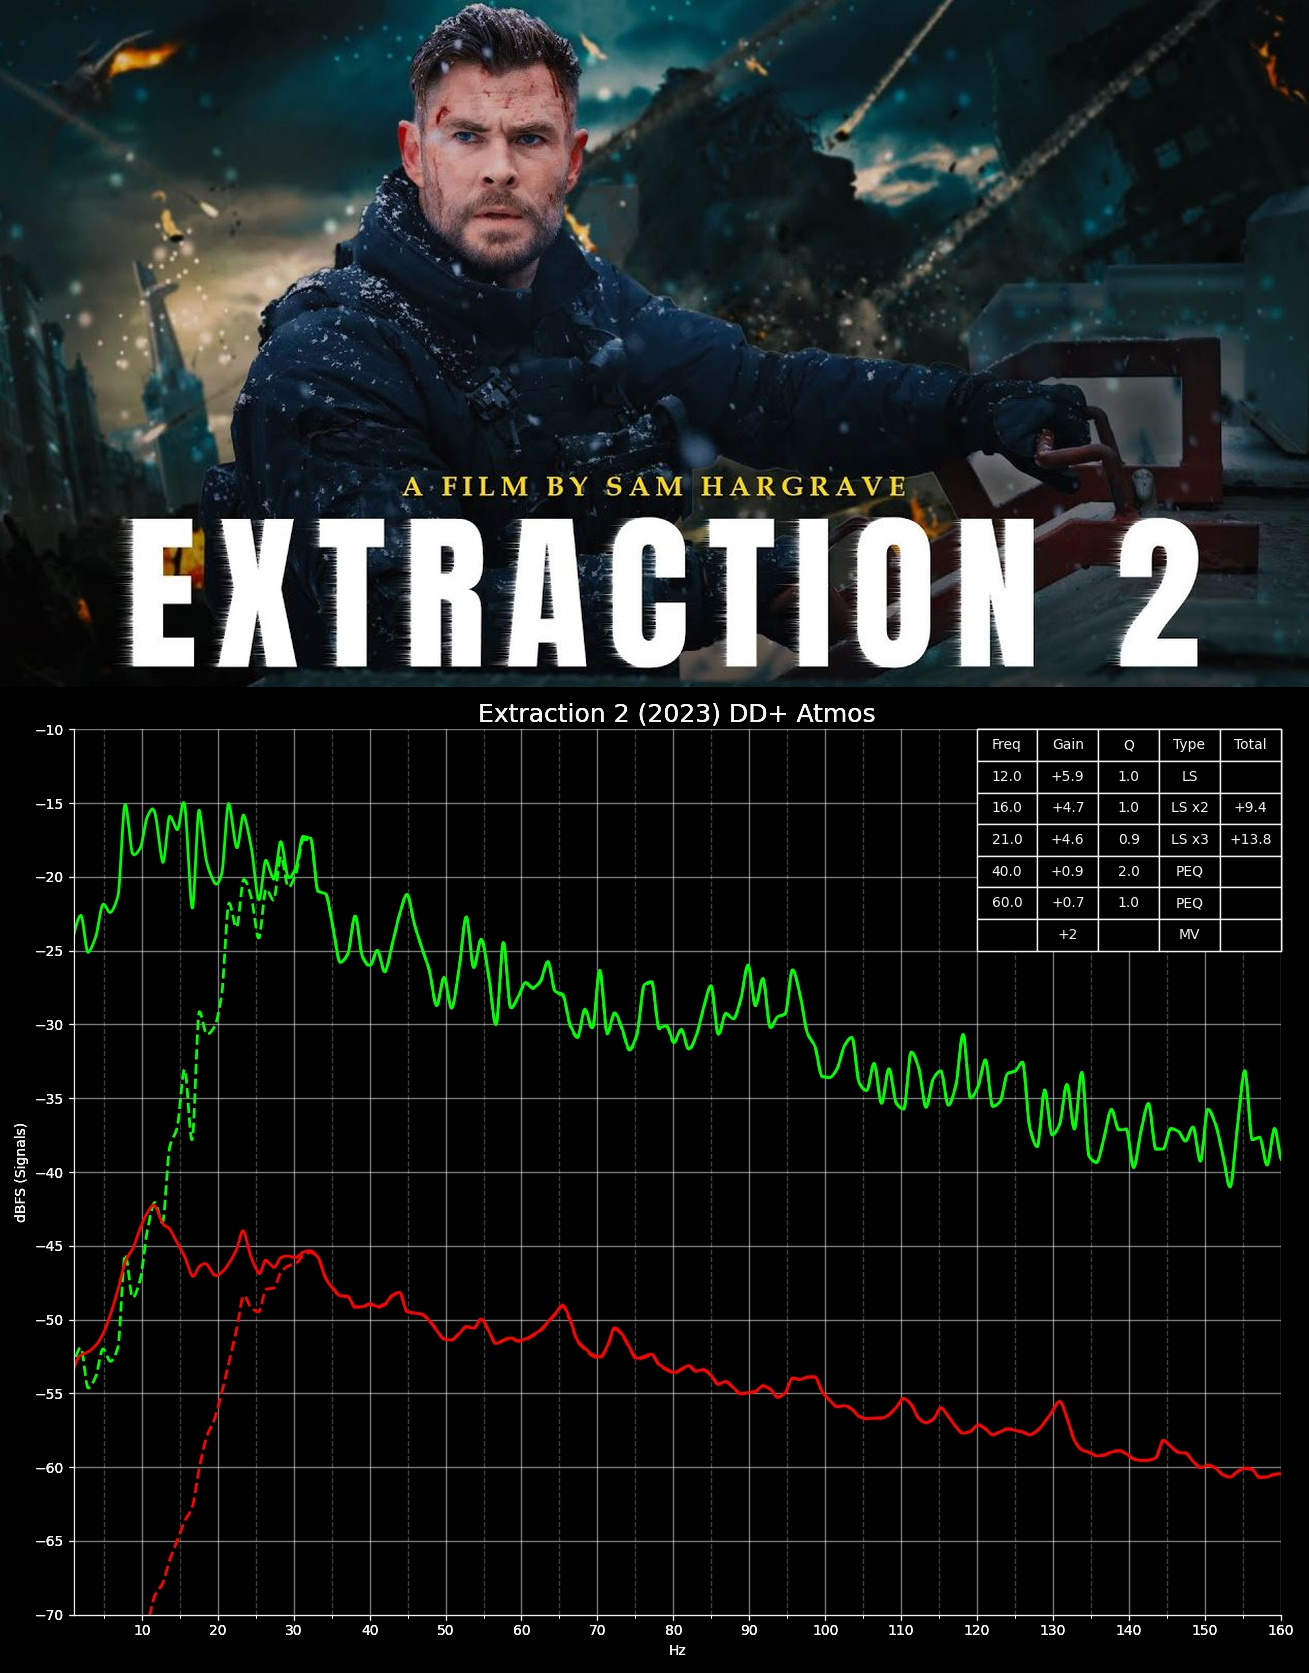 A FILM BY SAM HARGRAVE
EXTRACTION 2
Extraction 2 (2023) DD+ Atmos
Freq Gain Q Type Total
12.0 +5.9 1.0 LS
16.0 +4.7 1.0 LS x2 +9.4
21.0 +4.6 0.9 LS x3 +13.8
40.0 +0.9 2.0 PEQ
60.0 +0.7 1.0 PEQ
+2 MV
−10
−15
−20
−25
−30
−35
−40
−45
−50
−55
−60
−65
−70
dBFS (Signals)
10 20 30 40 50 60 70 80 90 100 110 120 130 140 150 160
Hz